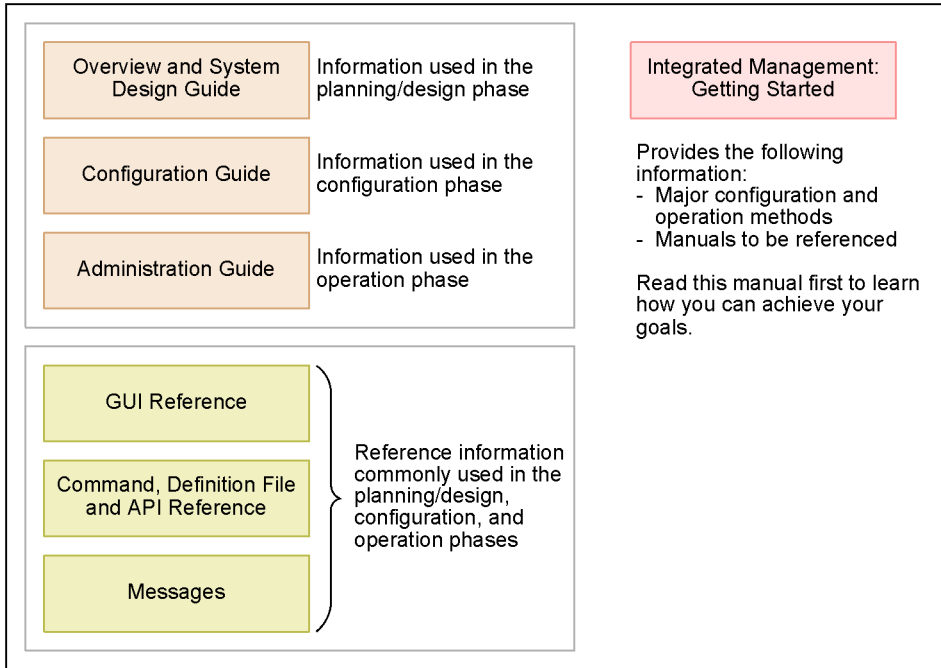 Overview and System
Design Guide
Information used in the
planning/design phase
Configuration Guide
Information used in the
configuration phase
Administration Guide
Information used in the
operation phase
GUI Reference
Command, Definition File
and API Reference
Messages
Reference information
commonly used in the
planning/design,
configuration, and
operation phases
Integrated Management:
Getting Started
Provides the following
information:
- Major configuration and
operation methods
- Manuals to be referenced
Read this manual first to learn
how you can achieve your
goals.